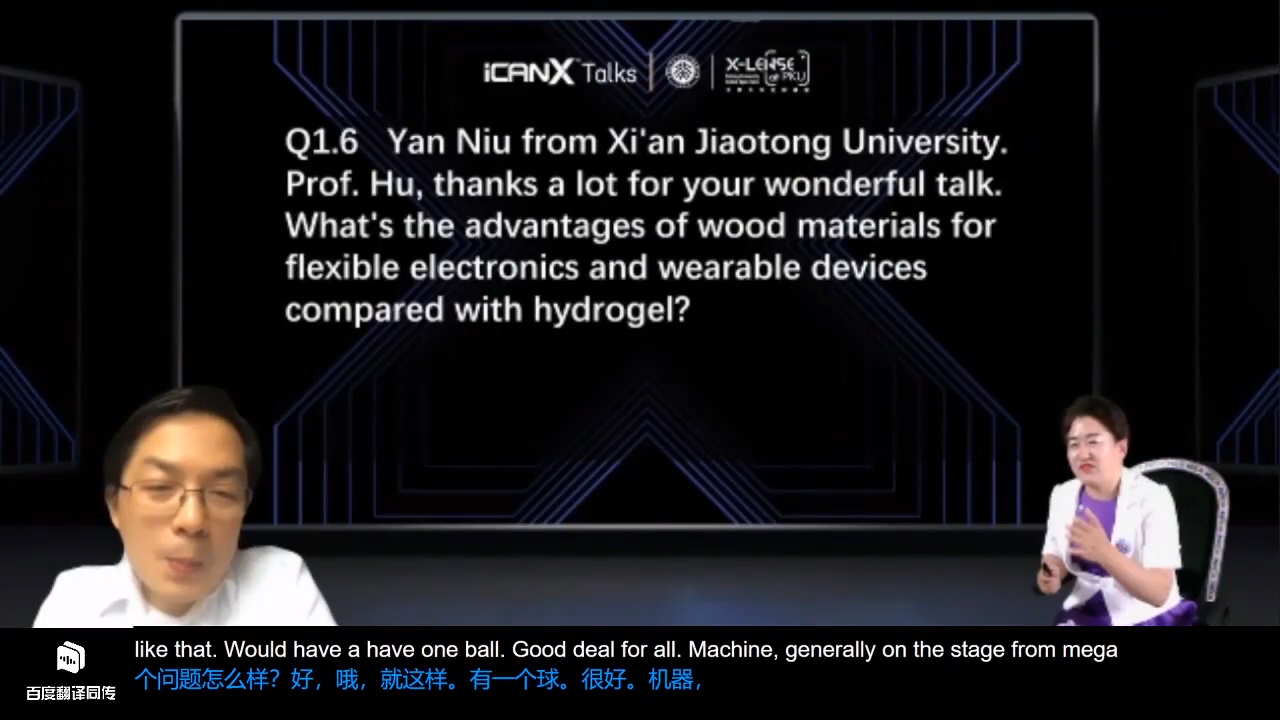 iCANX Talks
X-LENSE
@PKU
Q1.6 Yan Niu from Xi'an Jiaotong University.
Prof. Hu, thanks a lot for your wonderful talk.
What's the advantages of wood materials for
flexible electronics and wearable devices
compared with hydrogel?
like that. Would have a have one ball. Good deal for all. Machine, generally on the stage from mega
个问题怎么样？好，哦，就这样。有一个球。很好。机器，
百度翻译同传